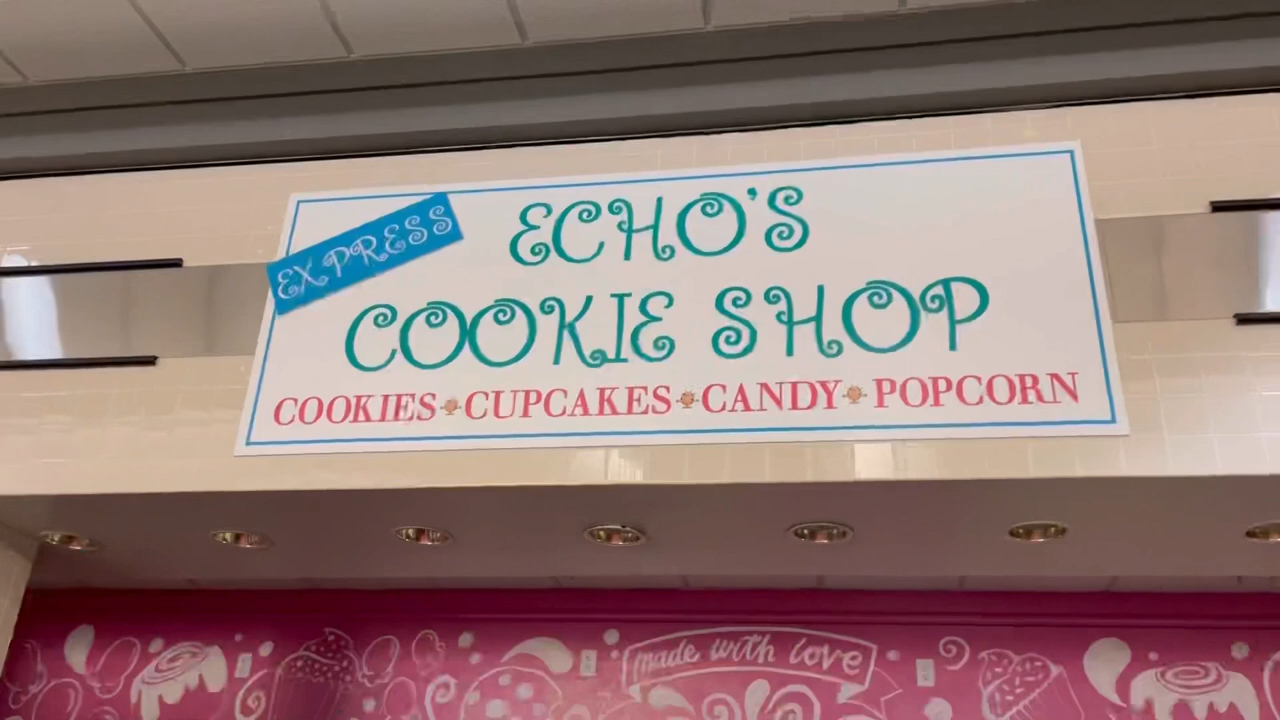 EXPRESS
ECHO'S
COOKIE SHOP
COOKIES CUPCAKES CANDY POPCORN
made with love